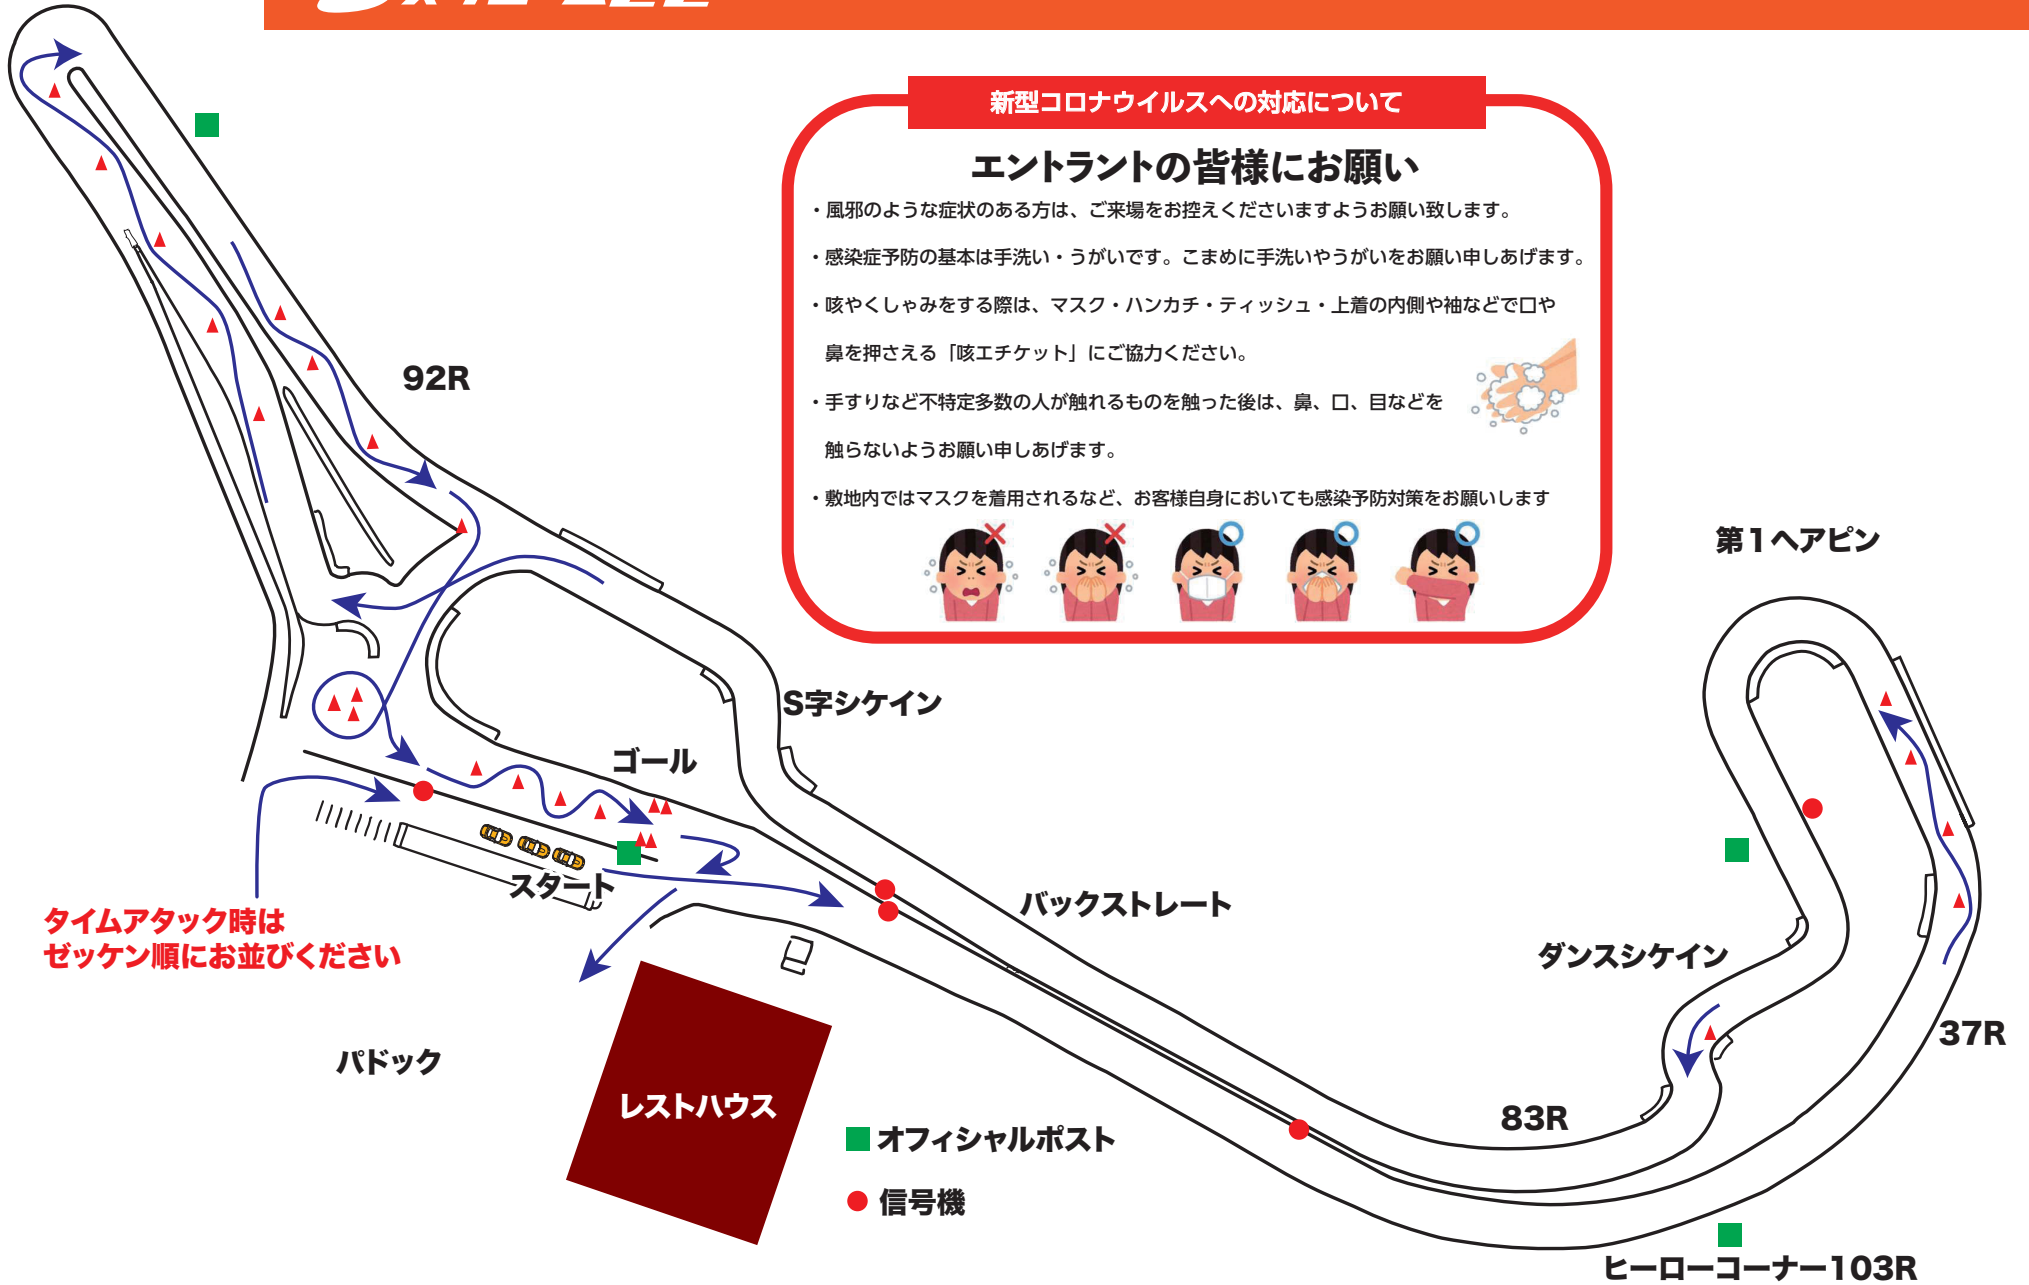 新型コロナウイルスへの対応について
エントラントの皆様にお願い
・風邪のような症状のある方は、ご来場をお控えくださいますようお願い致します。
・感染症予防の基本は手洗い・うがいです。こまめに手洗いやうがいをお願い申しあげます。
・咳やくしゃみをする際は、マスク・ハンカチ・ティッシュ・上着の内側や袖などで口や
鼻を押さえる「咳エチケット」にご協力ください。
・手すりなど不特定多数の人が触れるものを触った後は、鼻、口、目などを
触らないようお願い申しあげます。
・敷地内ではマスクを着用されるなど、お客様自身においても感染予防対策をお願いします
92R
第1ヘアピン
S字シケイン
ゴール
スタート
バックストレート
タイムアタック時は
ゼッケン順にお並びください
ダンスシケイン
37R
パドック
レストハウス
83R
オフィシャルポスト
信号機
ヒーローコーナー103R